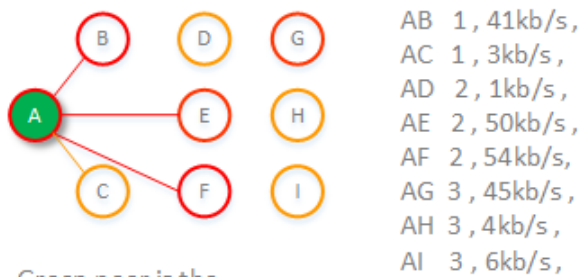 B D G
A E H
C F I
AB 1 , 41kb/s ,
AC 1 , 3kb/s ,
AD 2 , 1kb/s ,
AE 2 , 50kb/s ,
AF 2 , 54kb/s,
AG 3 , 45kb/s ,
AH 3 , 4kb/s ,
AI 3 , 6kb/s ,